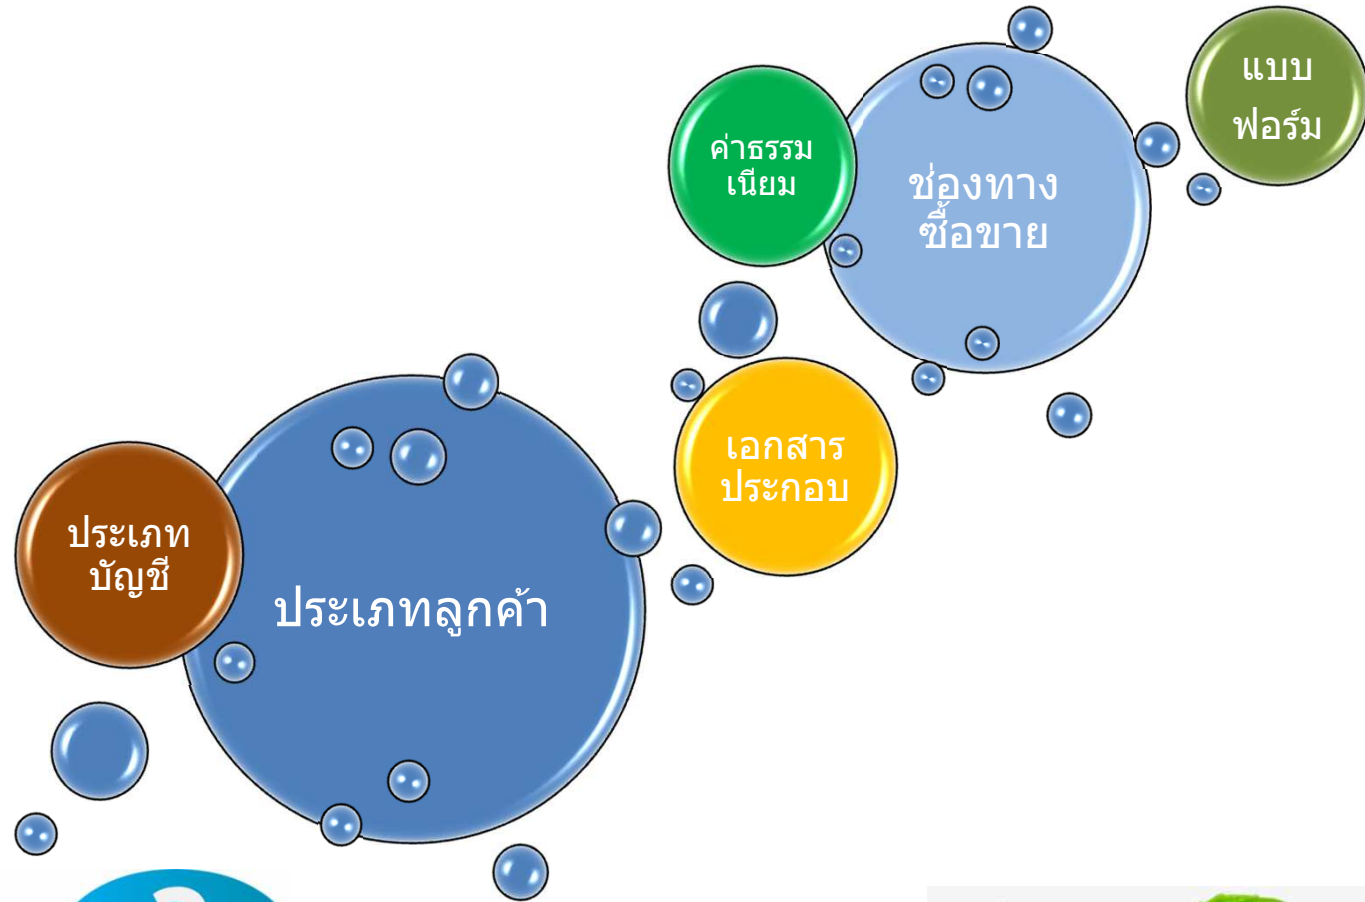 แบบ
ฟอร์ม
ค่าธรรม
เนียม
ช่องทาง
ซื้อขาย
เอกสาร
ประกอบ
ประเภท
บัญชี
ประเภทลูกค้า